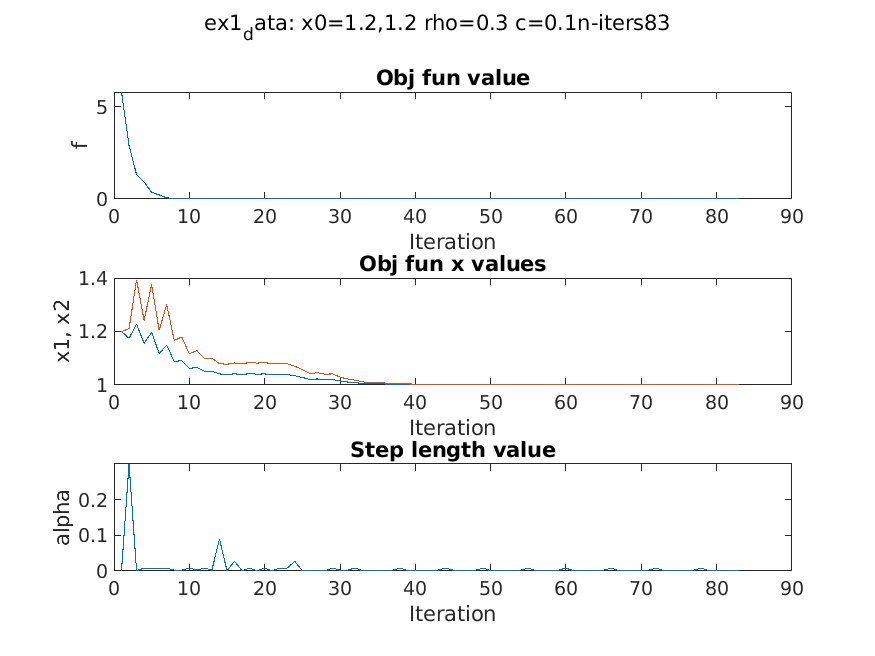 ex1_data: x0=1.2,1.2 rho=0.3 c=0.1n-iters83
Obj fun value
5
0
f
0 10 20 30 40 50 60 70 80 90
Iteration
Obj fun x values
1.4
1.2
1
x1, x2
0 10 20 30 40 50 60 70 80 90
Iteration
Step length value
0.2
0.1
0
alpha
0 10 20 30 40 50 60 70 80 90
Iteration